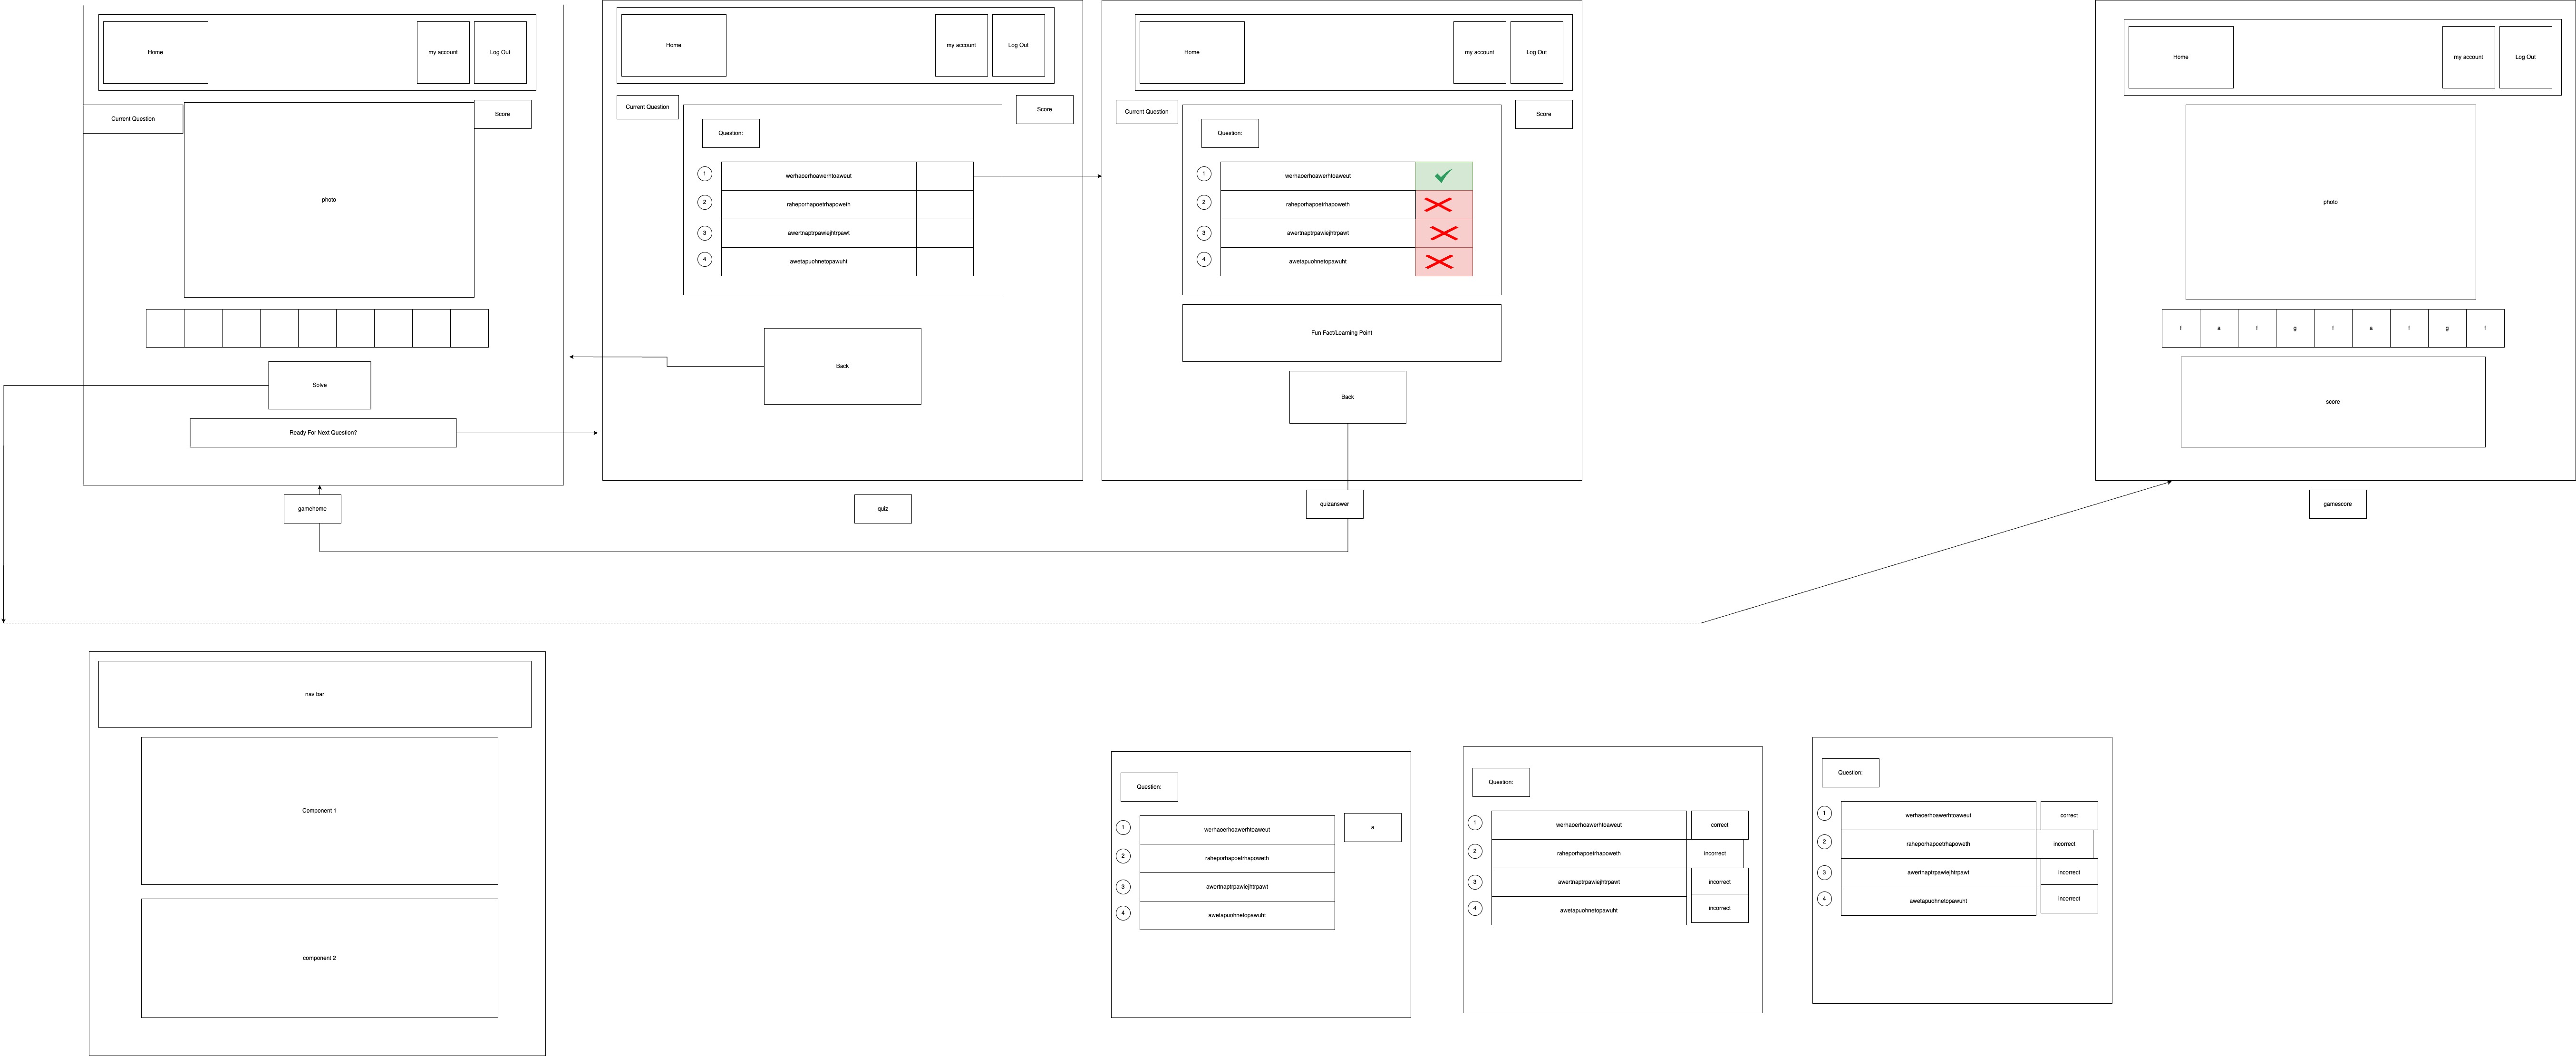 Home
my account
Log Out
Current Question
Score
photo
Solve
Ready For Next Question?
gamehome
Home
my account
Log Out
Current Question
Score
Question:
1
werhaoerhoawerhtoaweut
2
raheporhapoetrhapoweth
3
awertnaptrpawiejhtrpawt
4
awetapuohnetopawuht
Back
quiz
Home
my account
Log Out
Current Question
Score
Question:
1
werhaoerhoawerhtoaweut
2
raheporhapoetrhapoweth
3
awertnaptrpawiejhtrpawt
4
awetapuohnetopawuht
Fun Fact/Learning Point
Back
quizanswer
Home
my account
Log Out
photo
f
a
f
g
f
a
f
g
f
score
gamescore
nav bar
Component 1
component 2
Question:
1
werhaoerhoawerhtoaweut
a
2
raheporhapoetrhapoweth
3
awertnaptrpawiejhtrpawt
4
awetapuohnetopawuht
Question:
1
werhaoerhoawerhtoaweut
correct
2
raheporhapoetrhapoweth
incorrect
3
awertnaptrpawiejhtrpawt
incorrect
4
awetapuohnetopawuht
incorrect
Question:
1
werhaoerhoawerhtoaweut
correct
2
raheporhapoetrhapoweth
incorrect
3
awertnaptrpawiejhtrpawt
incorrect
4
awetapuohnetopawuht
incorrect